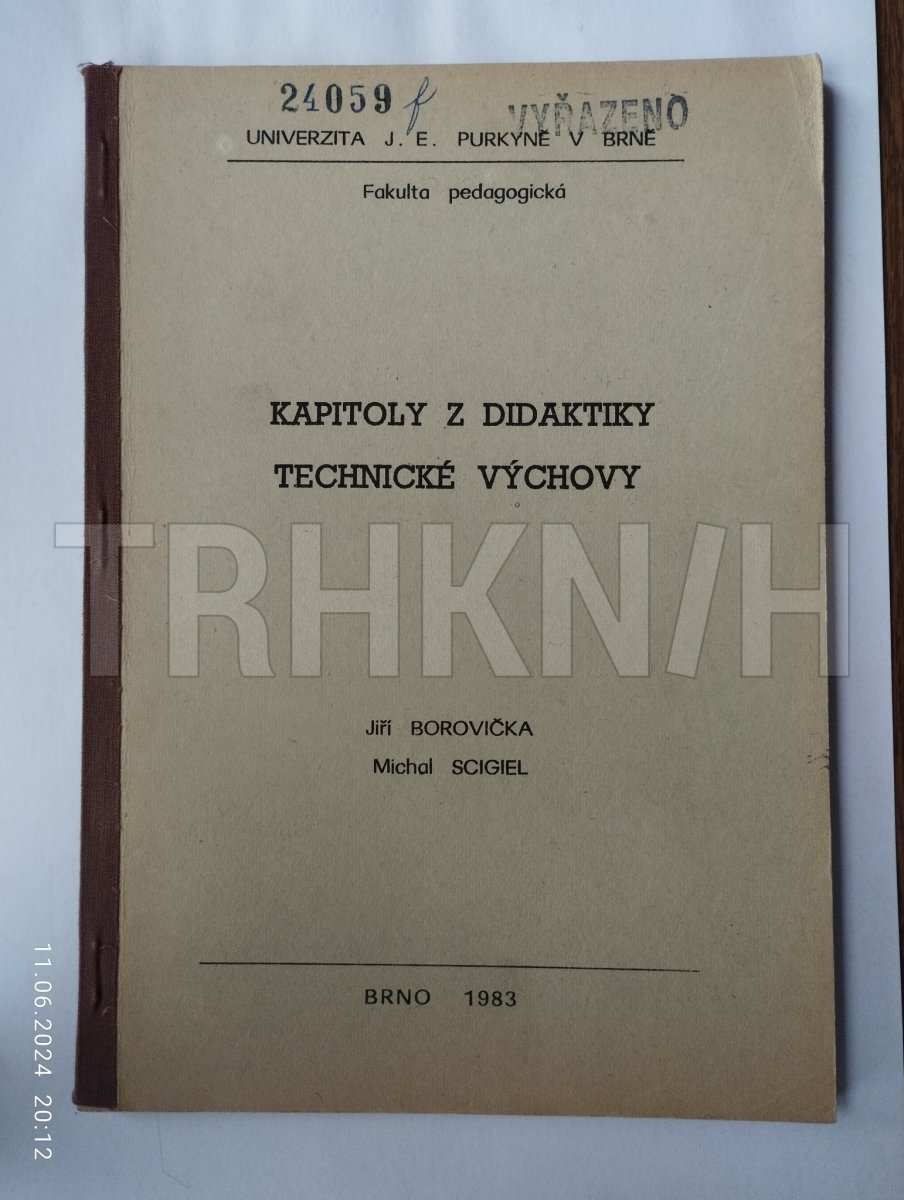 24059 f
VYŘAZENO
UNIVERZITA J. E. PURKYNĚ V BRNĚ
Fakulta pedagogická
KAPITOLY Z DIDAKTIKY
TECHNICKÉ VÝCHOVY
TRHKN/H
Jiří BOROVIČKA
Michal SCIGIEL
BRNO 1983
11.06.2024 20:12